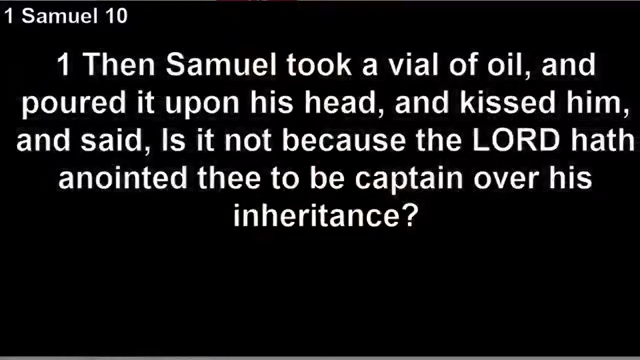 1 Samuel 10
1 Then Samuel took a vial of oil, and
poured it upon his head, and kissed him,
and said, Is it not because the LORD hath
anointed thee to be captain over his
inheritance?